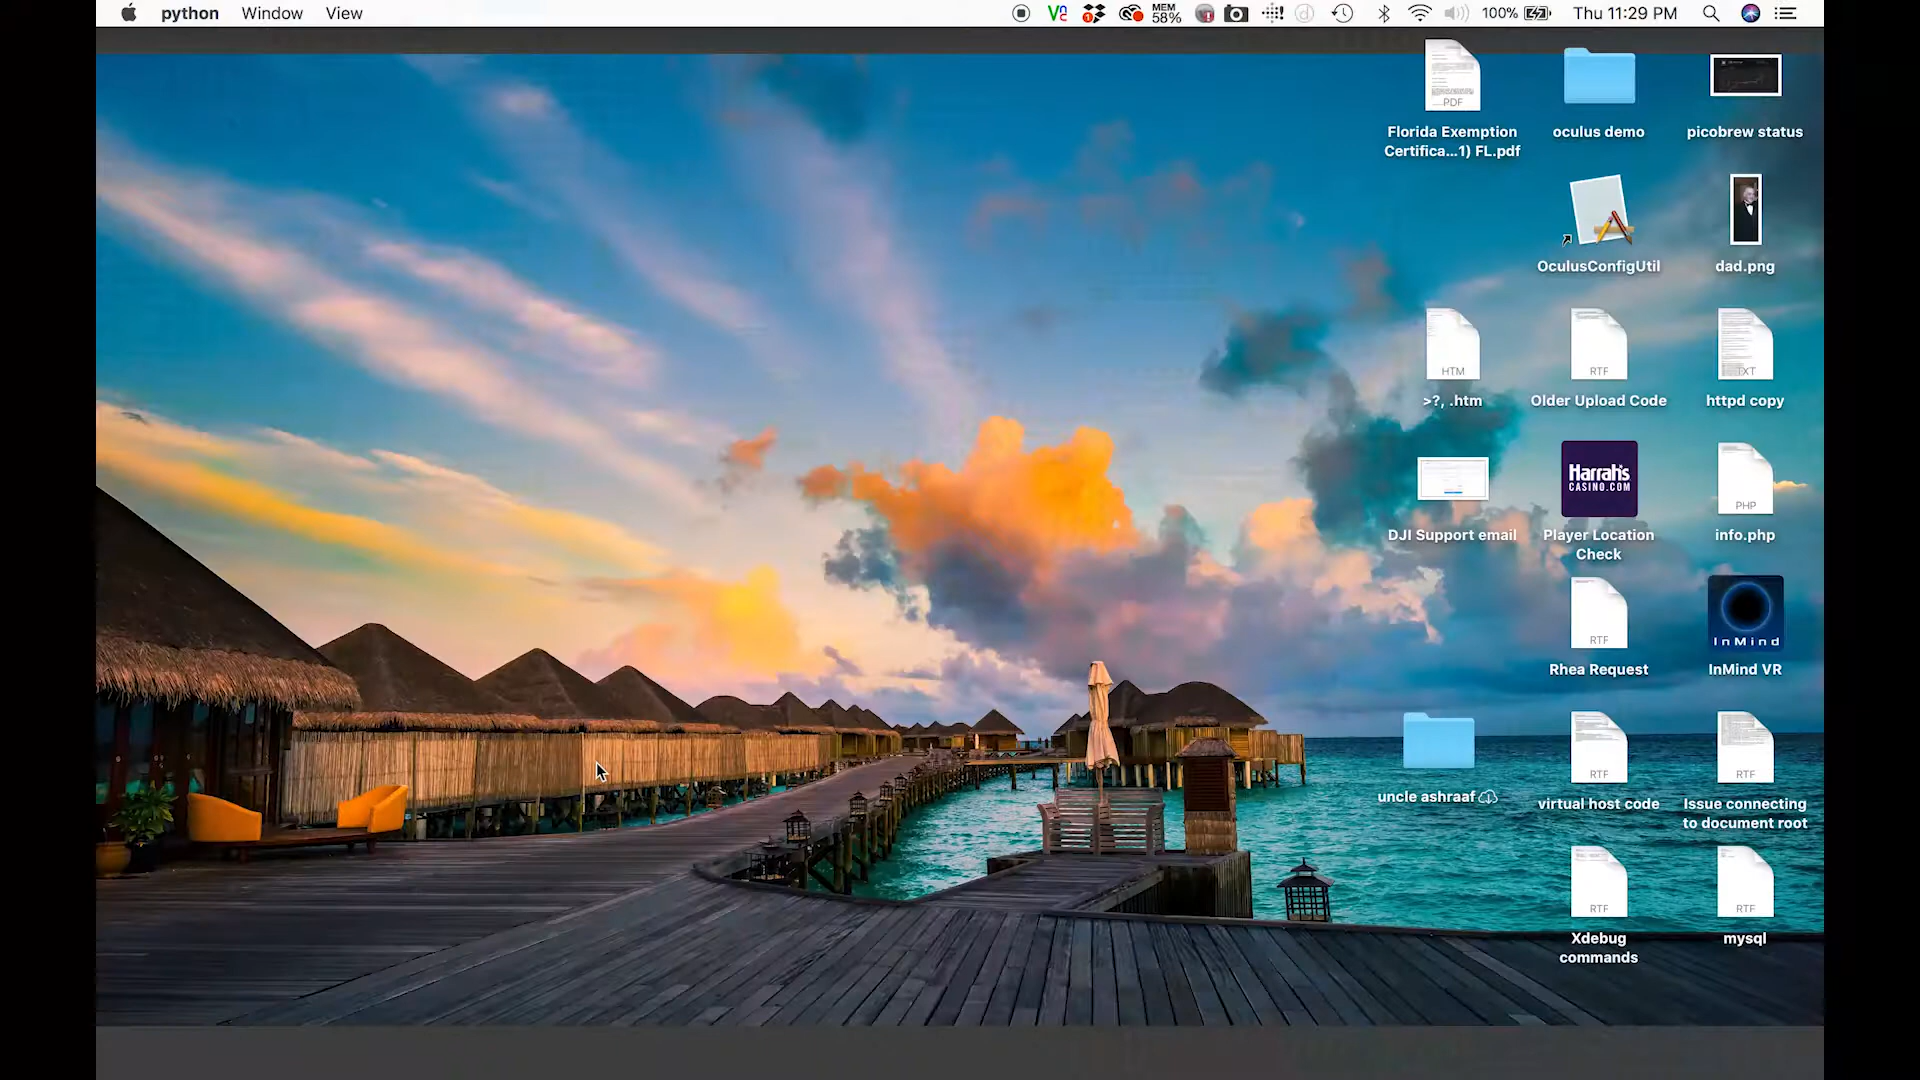 python Window View MEM 58% 100% Thu 11:29 PM
PDF
Florida Exemption
Certifica...1) FL.pdf
oculus demo
picobrew status
OculusConfigUtil
dad.png
HTM
>?, .htm
RTF
Older Upload Code
TXT
httpd copy
DJI Support email
Harrah's
CASINO.COM
Player Location
Check
PHP
info.php
RTF
Rhea Request
InMind
InMind VR
uncle ashraaf
RTF
virtual host code
RTF
Issue connecting
to document root
RTF
Xdebug
commands
RTF
mysql